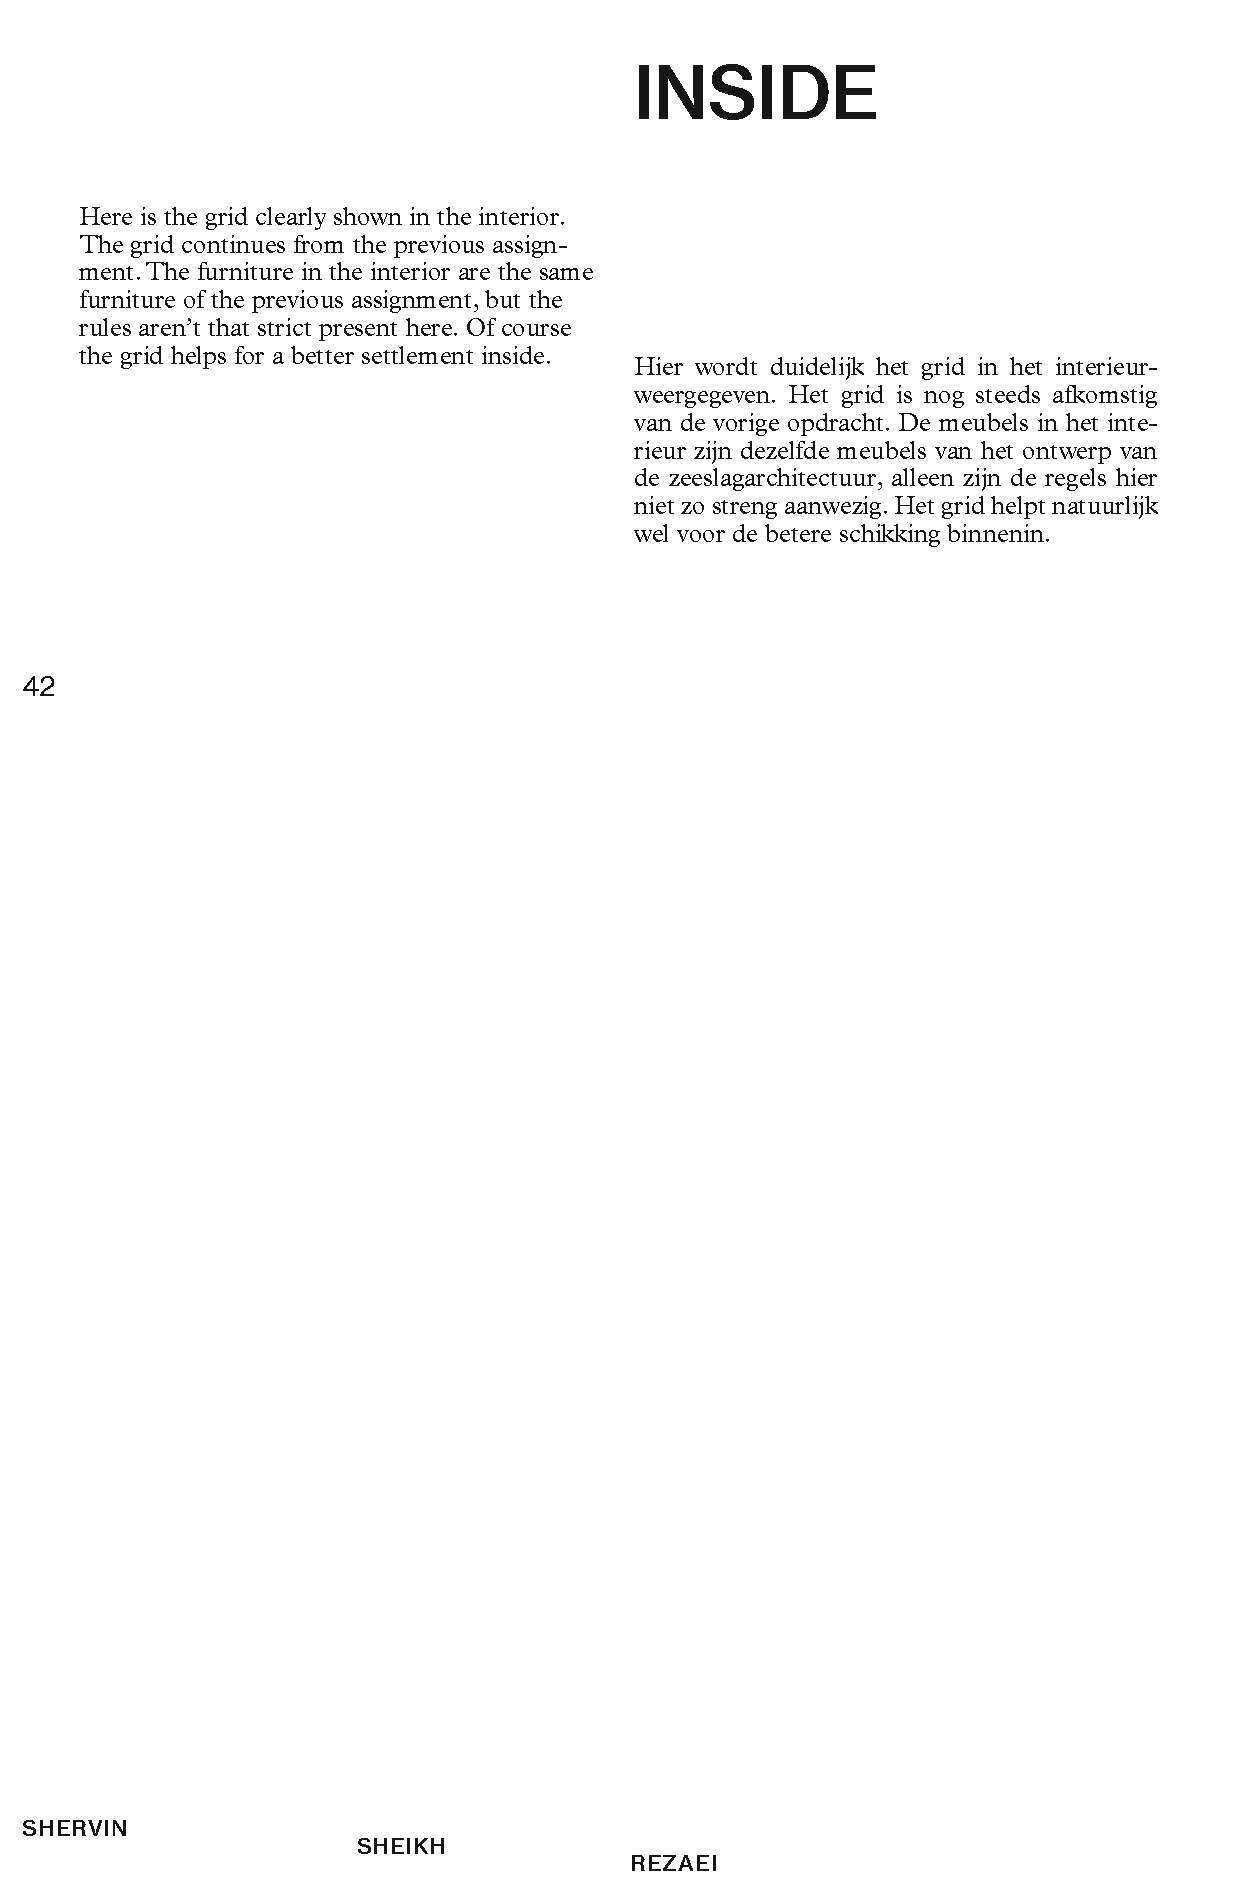 INSIDE
Here is the grid clearly shown in the interior.
The grid continues from the previous assign-
ment. The furniture in the interior are the same
furniture of the previous assignment, but the
rules aren’t that strict present here. Of course
the grid helps for a better settlement inside.
Hier wordt duidelijk het grid in het interieur-
weergegeven. Het grid is nog steeds afkomstig
van de vorige opdracht. De meubels in het inte-
rieur zijn dezelfde meubels van het ontwerp van
de zeeslagarchitectuur, alleen zijn de regels hier
niet zo streng aanwezig. Het grid helpt natuurlijk
wel voor de betere schikking binnenin.
42
SHERVIN
SHEIKH
REZAEI